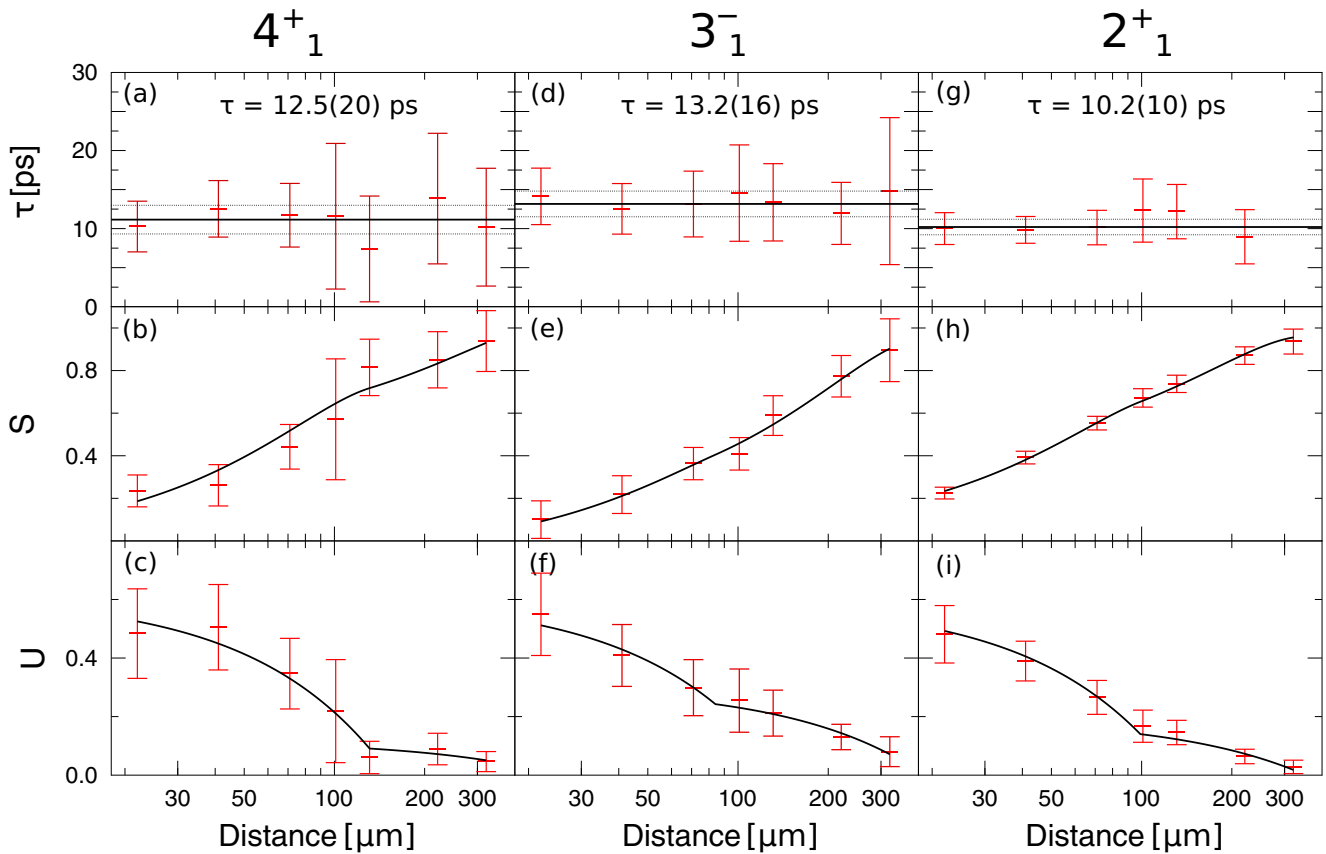 4⁺₁ 3⁻₁ 2⁺₁
(a) (d) (g)
τ = 12.5(20) ps τ = 13.2(16) ps τ = 10.2(10) ps
τ [ps]
30
20
10
0
(b) (e) (h)
S
0.8
0.4
(c) (f) (i)
U
0.4
0.0
30 50 100 200 300 30 50 100 200 300 30 50 100 200 300
Distance [μm] Distance [μm] Distance [μm]